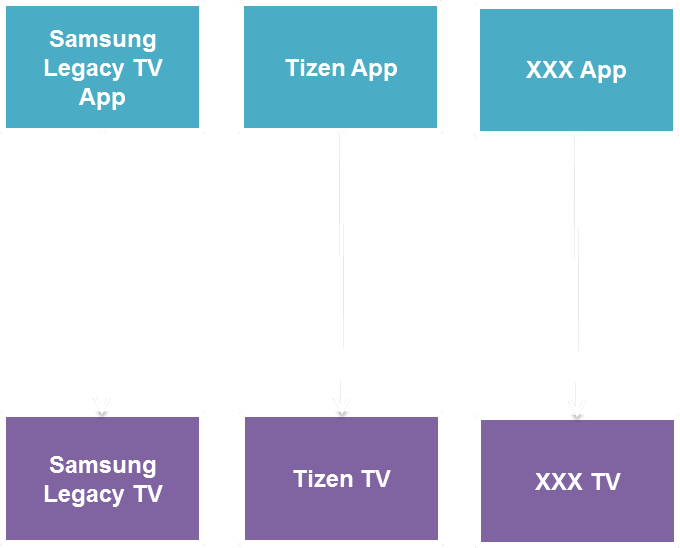 Samsung
Legacy TV
App
Tizen App
XXX App
Samsung
Legacy TV
Tizen TV
XXX TV